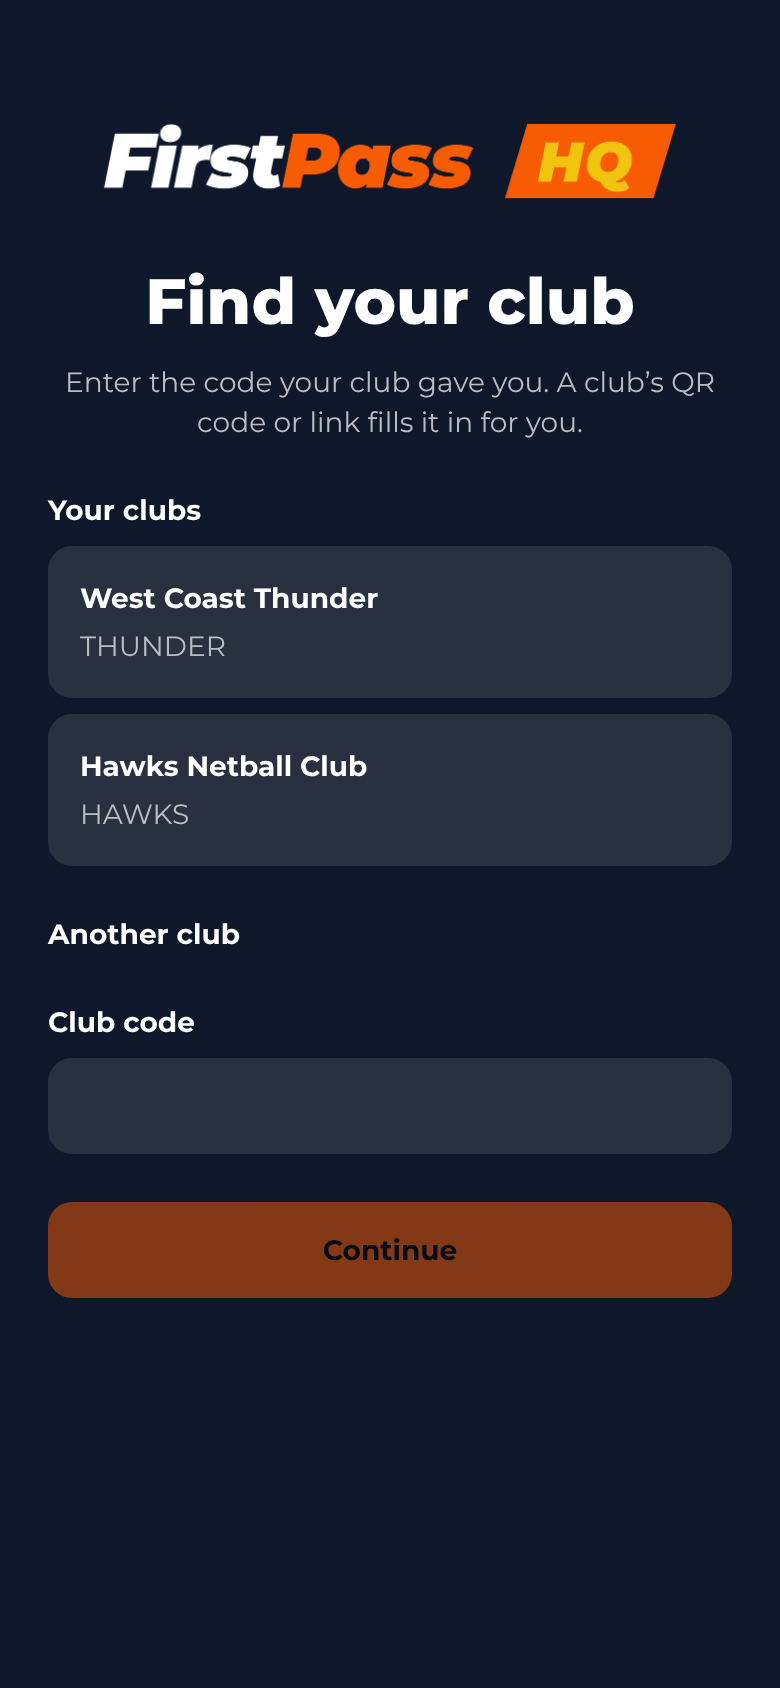 FirstPass HQ
Find your club
Enter the code your club gave you. A club’s QR
code or link fills it in for you.
Your clubs
West Coast Thunder
THUNDER
Hawks Netball Club
HAWKS
Another club
Club code
Continue